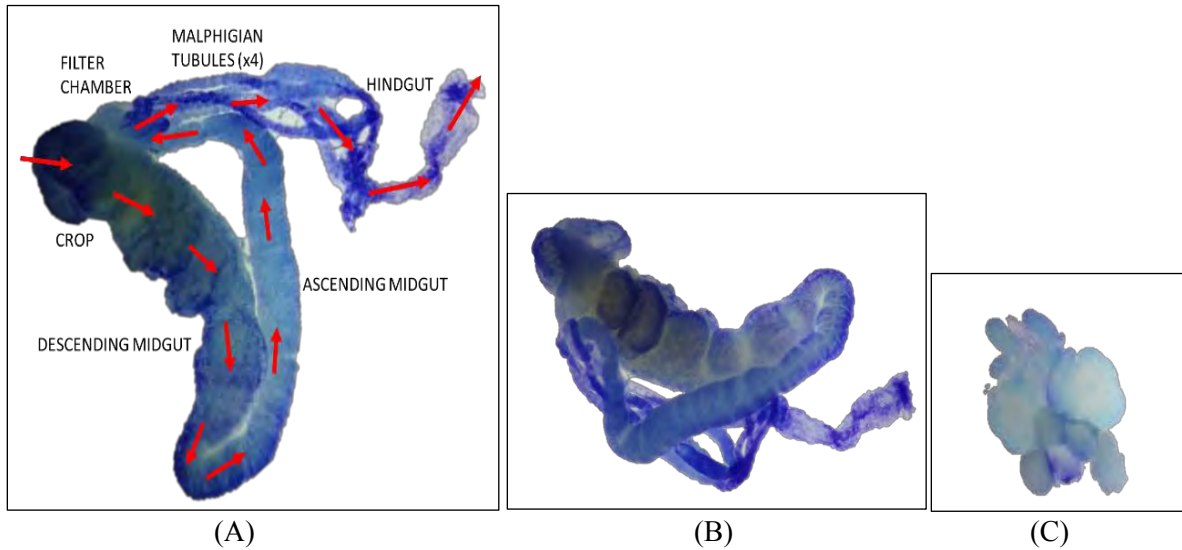 MALPHIGIAN
TUBULES (x4)
FILTER
CHAMBER
HINDGUT
CROP
ASCENDING MIDGUT
DESCENDING MIDGUT
(A)
(B)
(C)